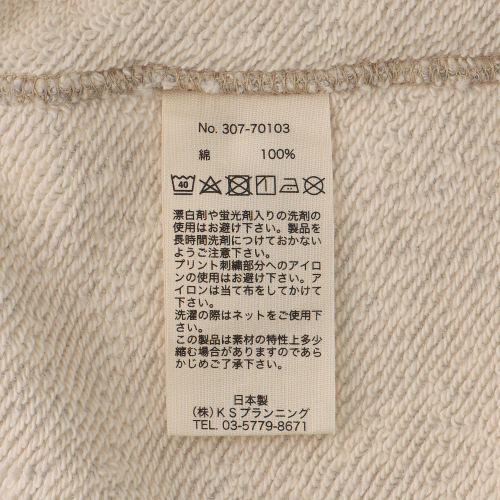 No. 307-70103
綿 100%
40
漂白剤や蛍光剤入りの洗剤の
使用はお避け下さい。製品を
長時間洗剤につけておかない
ようご注意下さい。
プリント刺繍部分へのアイロ
ンの使用はお避け下さい。ア
イロンは当て布をしてかけて
下さい。
洗濯の際はネットをご使用下
さい。
この製品は素材の特性上多少
縮む場合がありますのであら
かじめご了承下さい。
日本製
(株)KSプランニング
TEL. 03-5779-8671